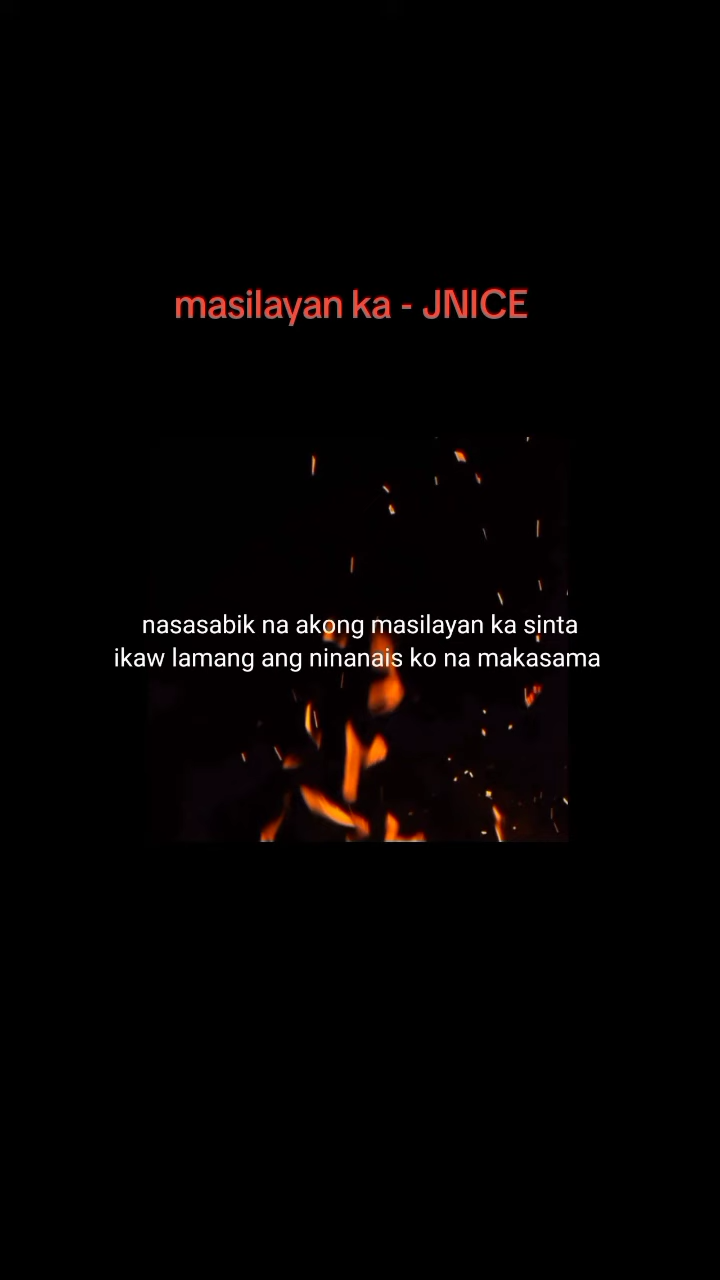 masilayan ka - JNICE
nasasabik na akong masilayan ka sinta
ikaw lamang ang ninanais ko na makasama